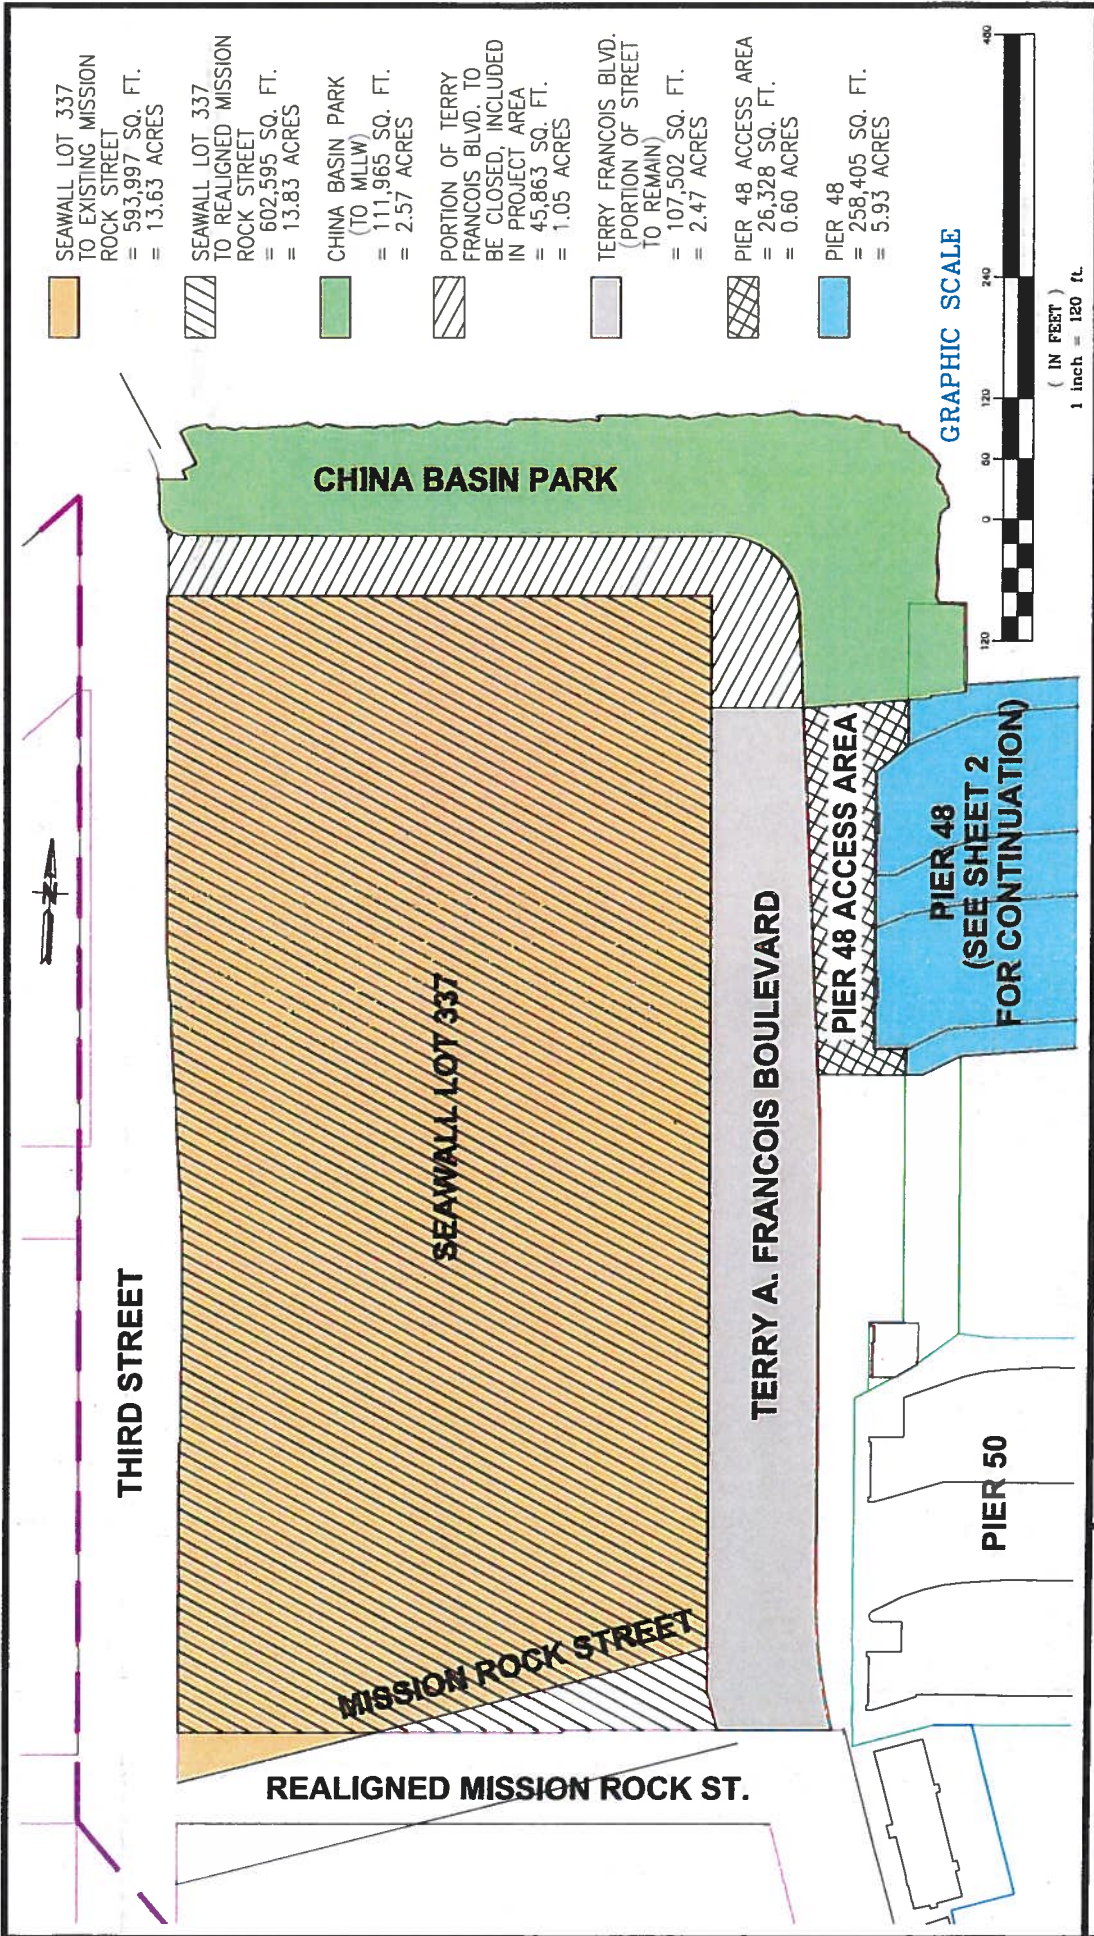 SEAWALL LOT 337
TO EXISTING MISSION
ROCK STREET
= 593,997 SQ. FT.
= 13.63 ACRES
SEAWALL LOT 337
TO REALIGNED MISSION
ROCK STREET
= 602,595 SQ. FT.
= 13.83 ACRES
CHINA BASIN PARK
(TO MLLW)
= 111,965 SQ. FT.
= 2.57 ACRES
PORTION OF TERRY
FRANCOIS BLVD. TO
BE CLOSED, INCLUDED
IN PROJECT AREA
= 45,863 SQ. FT.
= 1.05 ACRES
TERRY FRANCOIS BLVD.
(PORTION OF STREET
TO REMAIN)
= 107,502 SQ. FT.
= 2.47 ACRES
PIER 48 ACCESS AREA
= 26,328 SQ. FT.
= 0.60 ACRES
PIER 48
= 258,405 SQ. FT.
= 5.93 ACRES
GRAPHIC SCALE
120 0 60 120 240 480
( IN FEET )
1 inch = 120 ft.
N
THIRD STREET
CHINA BASIN PARK
SEAWALL LOT 337
MISSION ROCK STREET
REALIGNED MISSION ROCK ST.
TERRY A. FRANCOIS BOULEVARD
PIER 48 ACCESS AREA
PIER 48
(SEE SHEET 2
FOR CONTINUATION)
PIER 50